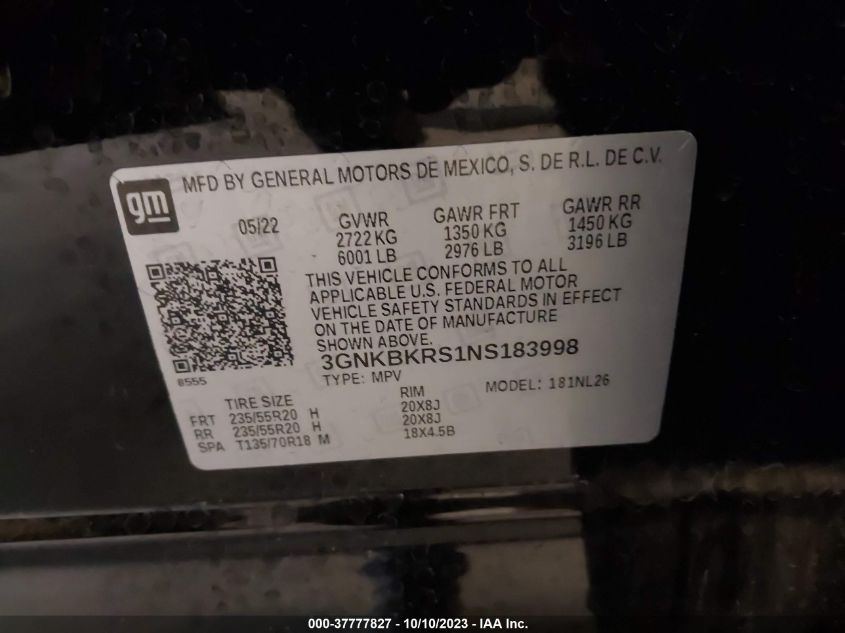 gm
MFD BY GENERAL MOTORS DE MEXICO, S. DE R.L. DE C.V.
05/22 GVWR GAWR FRT GAWR RR
2722 KG 1350 KG 1450 KG
6001 LB 2976 LB 3196 LB
THIS VEHICLE CONFORMS TO ALL
APPLICABLE U.S. FEDERAL MOTOR
VEHICLE SAFETY STANDARDS IN EFFECT
ON THE DATE OF MANUFACTURE
SHOWN ABOVE.
3GNKBKRS1NS183998
8555
TYPE: MPV MODEL: 181NL26
TIRE SIZE RIM
FRT 235/55R20 H 20X8J
RR 235/55R20 H 20X8J
SPA T135/70R18 M 18X4.5B
000-37777827 - 10/10/2023 - IAA Inc.